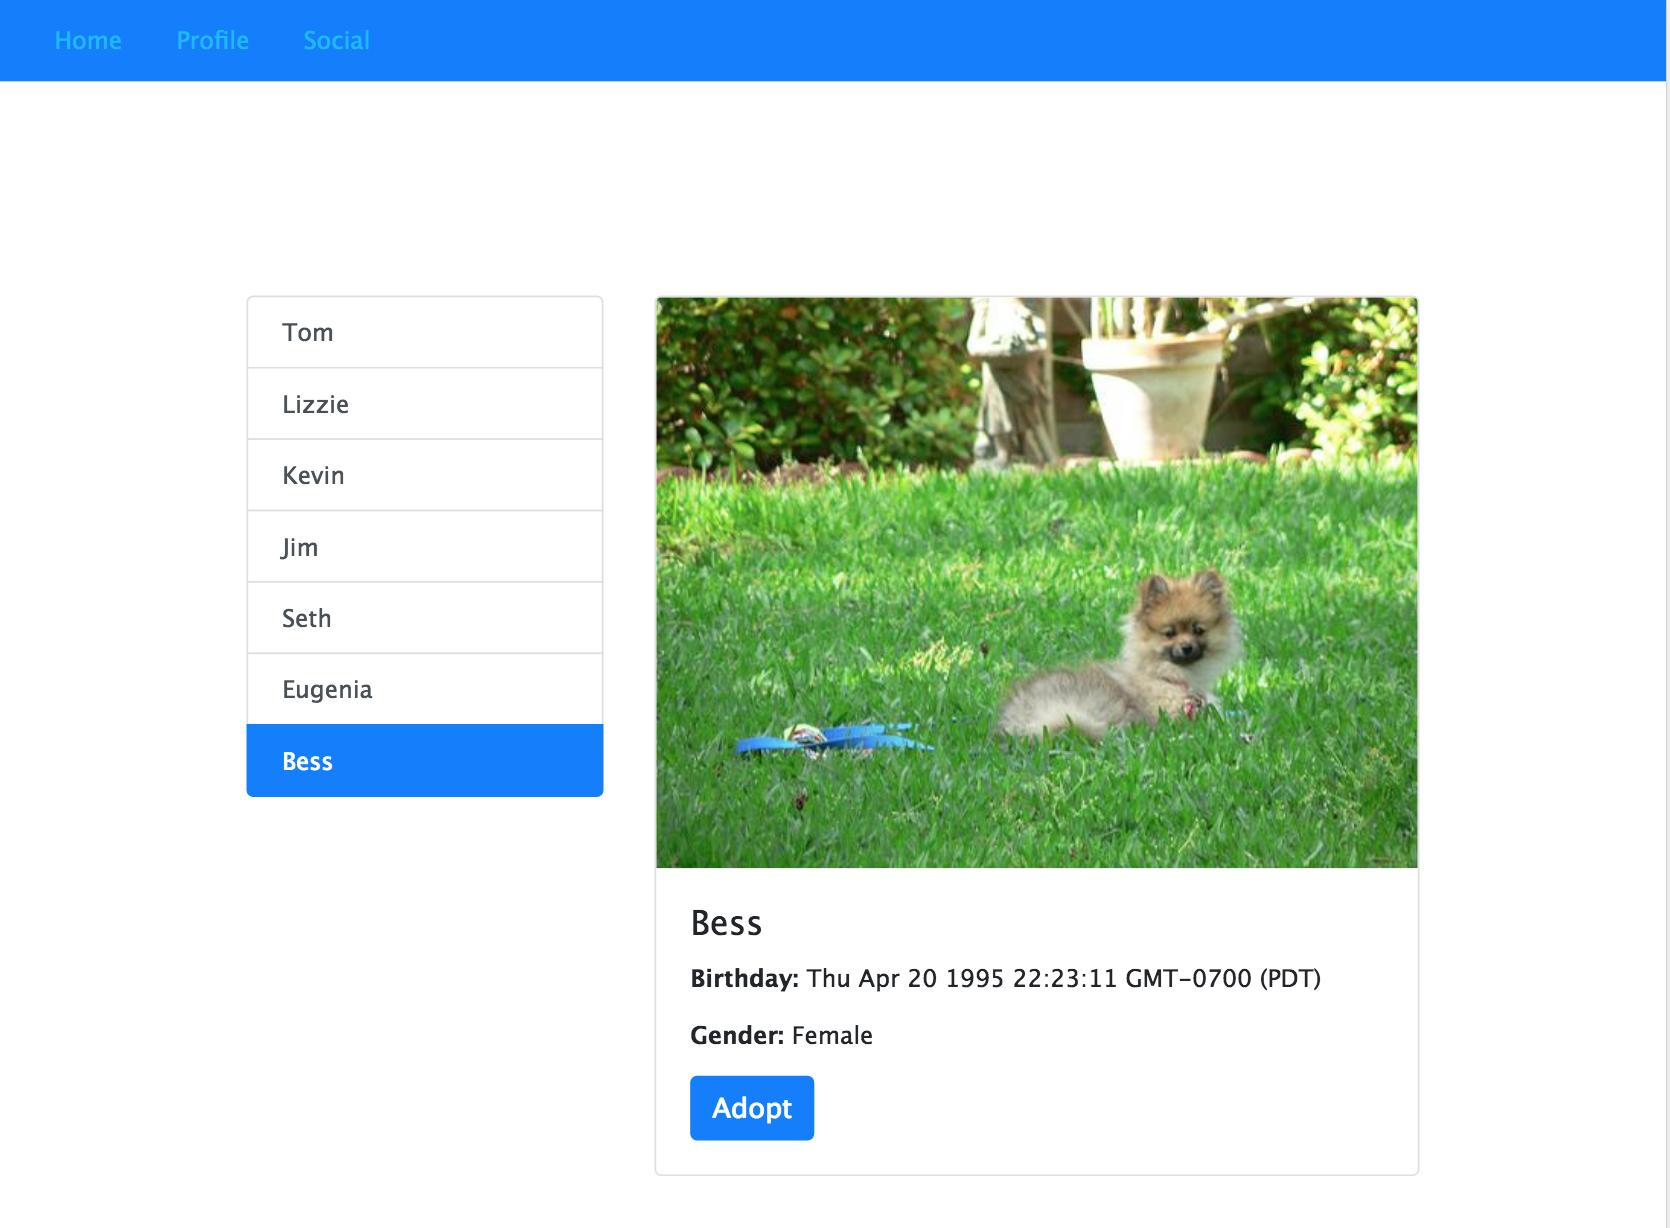 Home Profile Social
Tom
Lizzie
Kevin
Jim
Seth
Eugenia
Bess
Bess
Birthday: Thu Apr 20 1995 22:23:11 GMT-0700 (PDT)
Gender: Female
Adopt